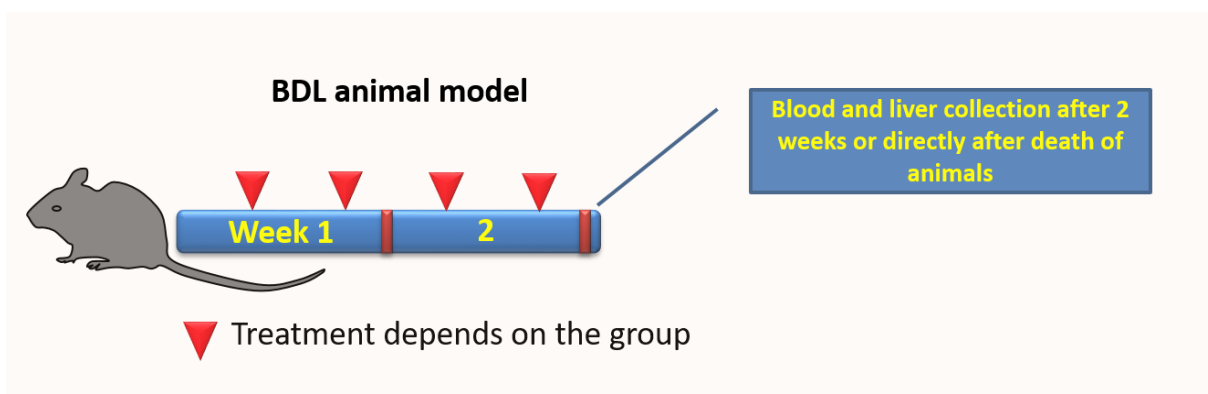 BDL animal model
Blood and liver collection after 2
weeks or directly after death of
animals
Week 1
2
Treatment depends on the group